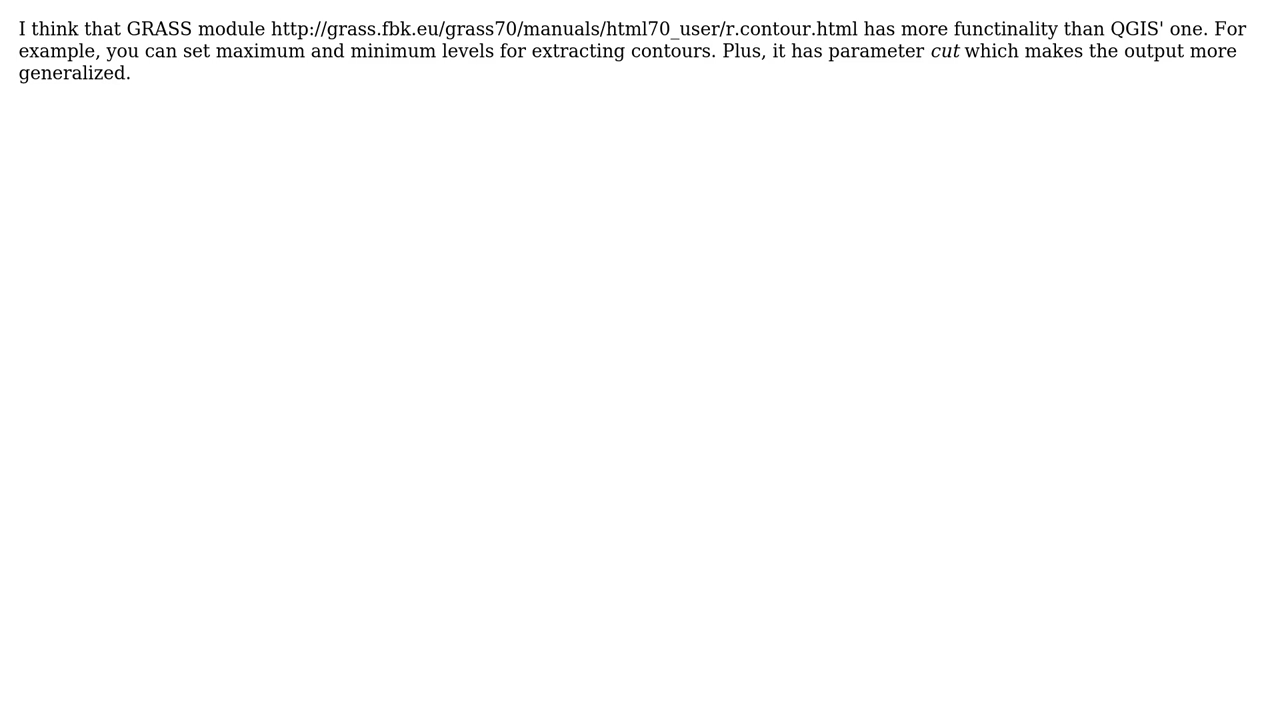 I think that GRASS module http://grass.fbk.eu/grass70/manuals/html70_user/r.contour.html has more functinality than QGIS' one. For
example, you can set maximum and minimum levels for extracting contours. Plus, it has parameter cut which makes the output more
generalized.